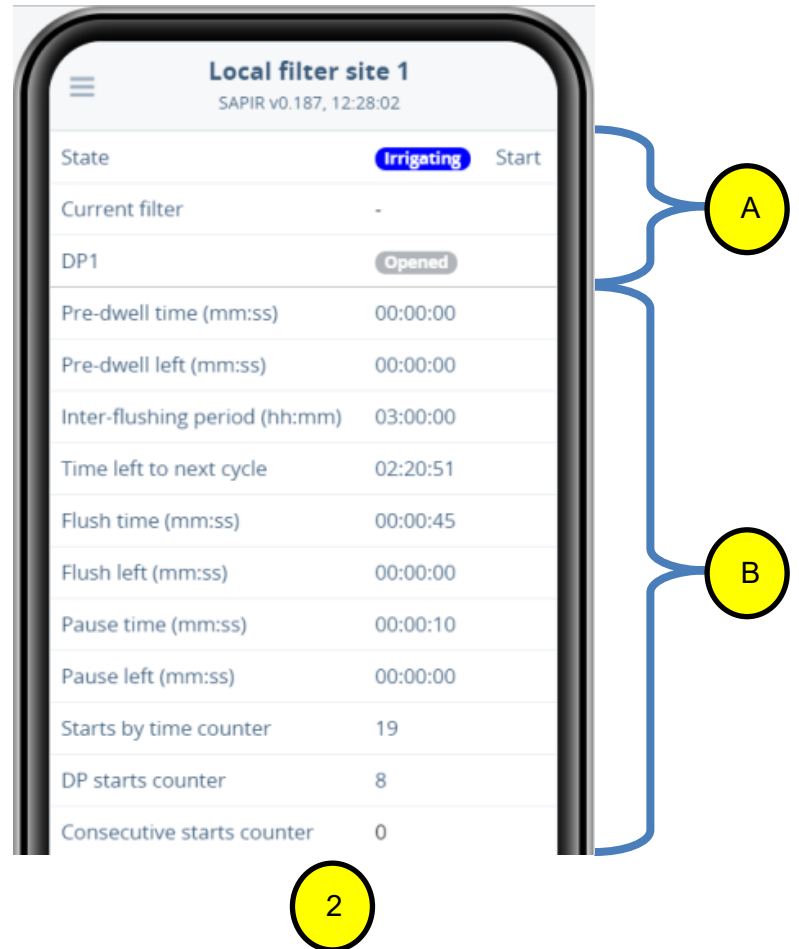 Local filter site 1
SAPIR v0.187, 12:28:02
State Irrigating Start
A
Current filter -
DP1 Opened
Pre-dwell time (mm:ss) 00:00:00
Pre-dwell left (mm:ss) 00:00:00
Inter-flushing period (hh:mm) 03:00:00
Time left to next cycle 02:20:51
Flush time (mm:ss) 00:00:45
Flush left (mm:ss) 00:00:00
B
Pause time (mm:ss) 00:00:10
Pause left (mm:ss) 00:00:00
Starts by time counter 19
DP starts counter 8
Consecutive starts counter 0
2